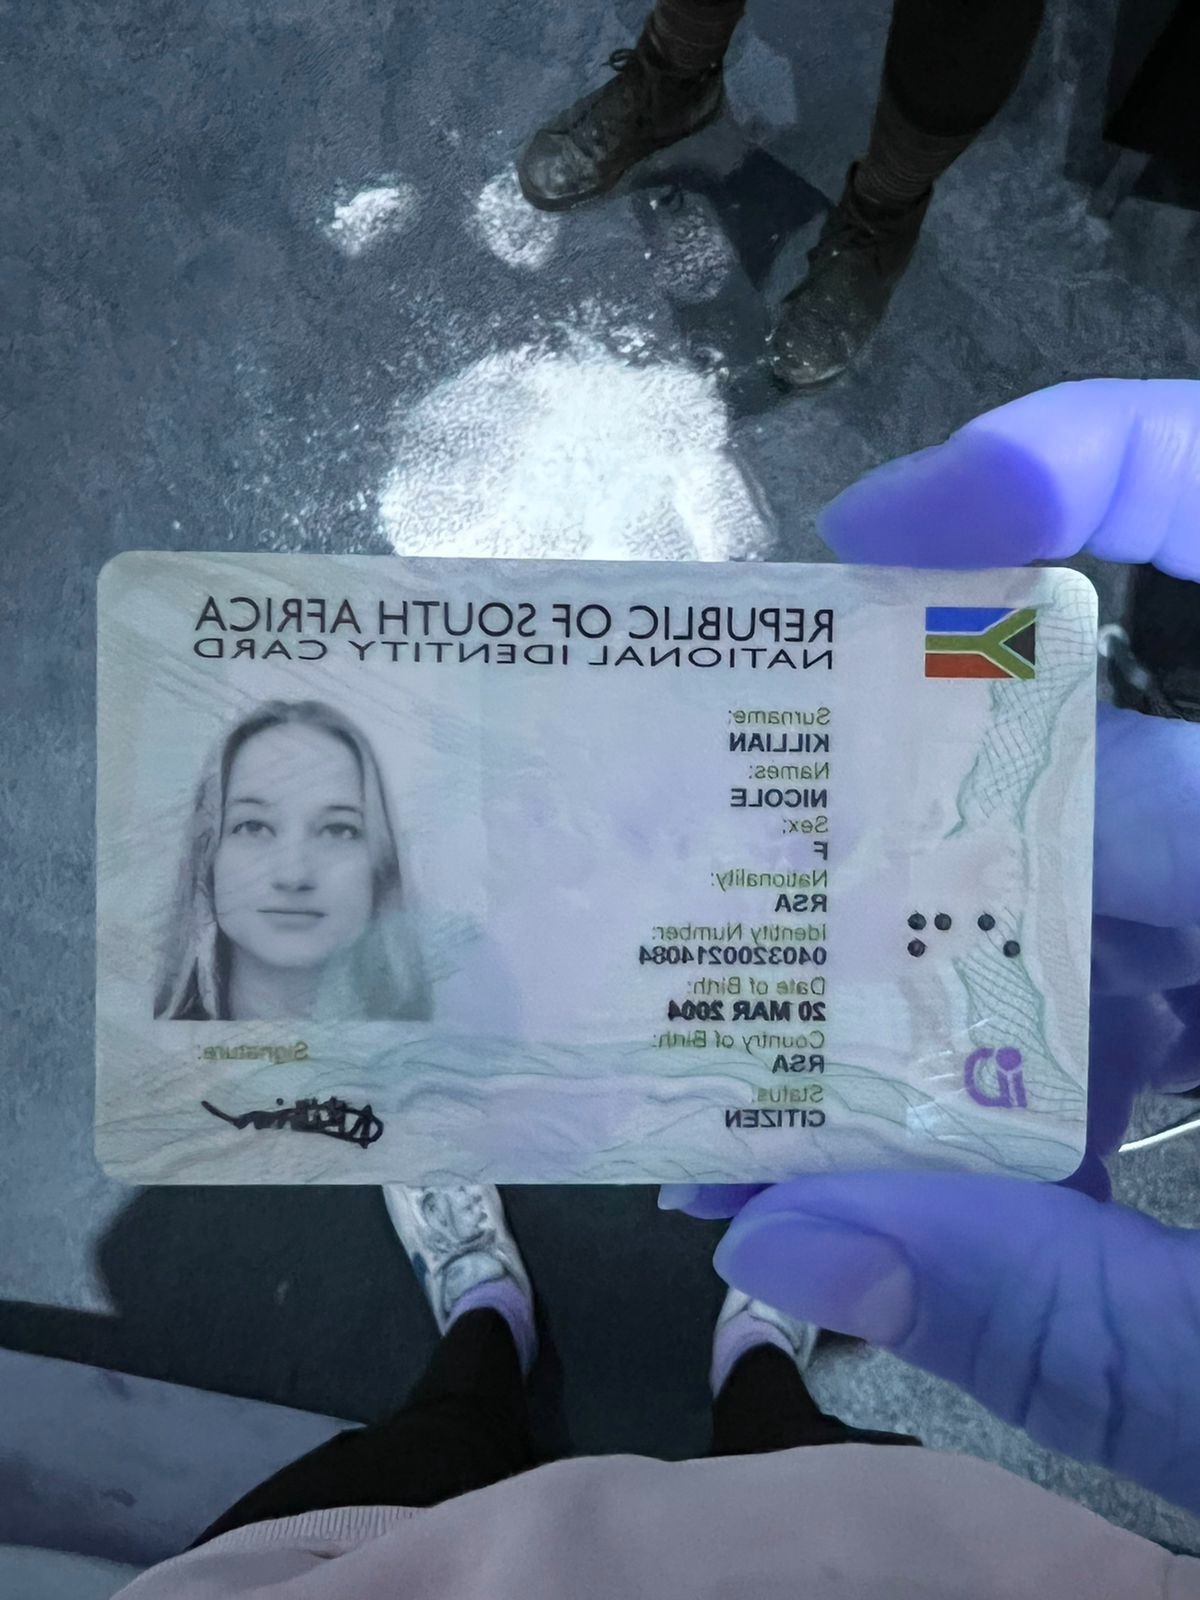 REPUBLIC OF SOUTH AFRICA
NATIONAL IDENTITY CARD
Surname:
KILLIAN
Names:
NICOLE
Sex:
F
Nationality:
RSA
Identity Number:
0403200214084
Date of Birth:
20 MAR 2004
Country of Birth:
RSA
Status:
CITIZEN
Signature:
iD